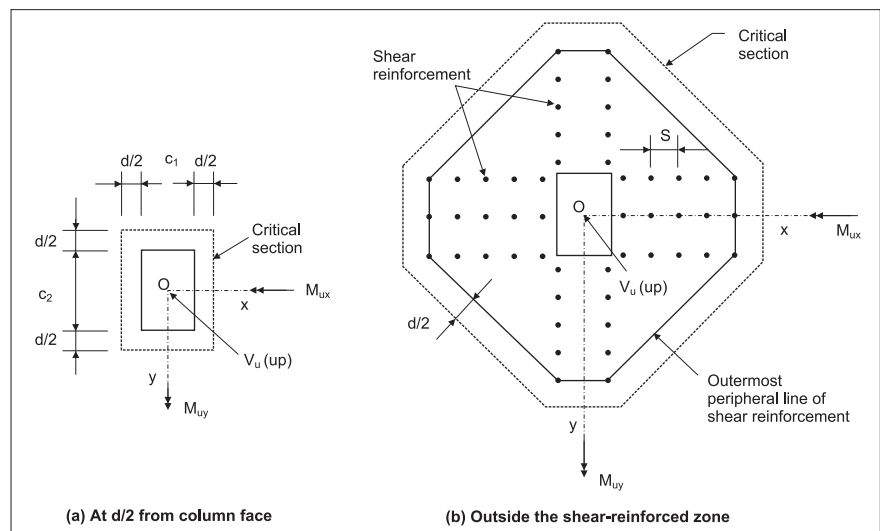 d/2
c1
d/2
d/2
c2
d/2
Critical
section
O
x
Mux
Vu (up)
y
Muy
(a) At d/2 from column face
Critical
section
Shear
reinforcement
S
O
x
Mux
Vu (up)
d/2
Outermost
peripheral line of
shear reinforcement
y
Muy
(b) Outside the shear-reinforced zone